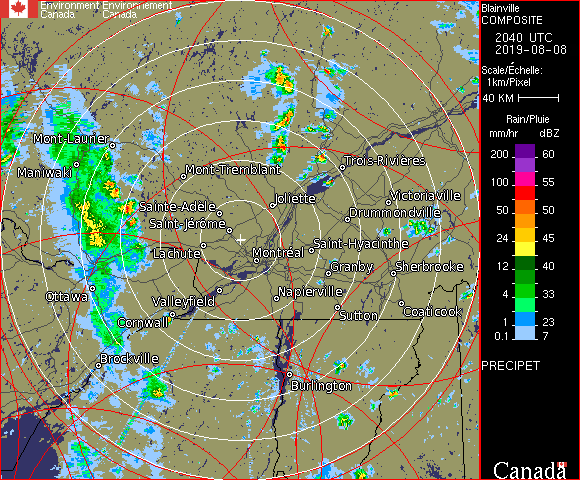 Environment Environnement
Canada Canada
Blainville
COMPOSITE
2040 UTC
2019-08-08
Scale/Échelle:
1km/Pixel
40 KM
Rain/Pluie
mm/hr dBZ
200 60
100 55
50 50
24 45
12 40
4 33
1 23
0.1 7
PRECIPET
Canada
Mont-Laurier
Maniwaki
Mont-Tremblant
Trois-Rivières
Sainte-Adele
Joliette
Victoriaville
Saint-Jérôme
Drummondville
Lachute
Montréal
Saint-Hyacinthe
Granby
Sherbrooke
Ottawa
Valleyfield
Napierville
Coaticook
Cornwall
Sutton
Brockville
Burlington